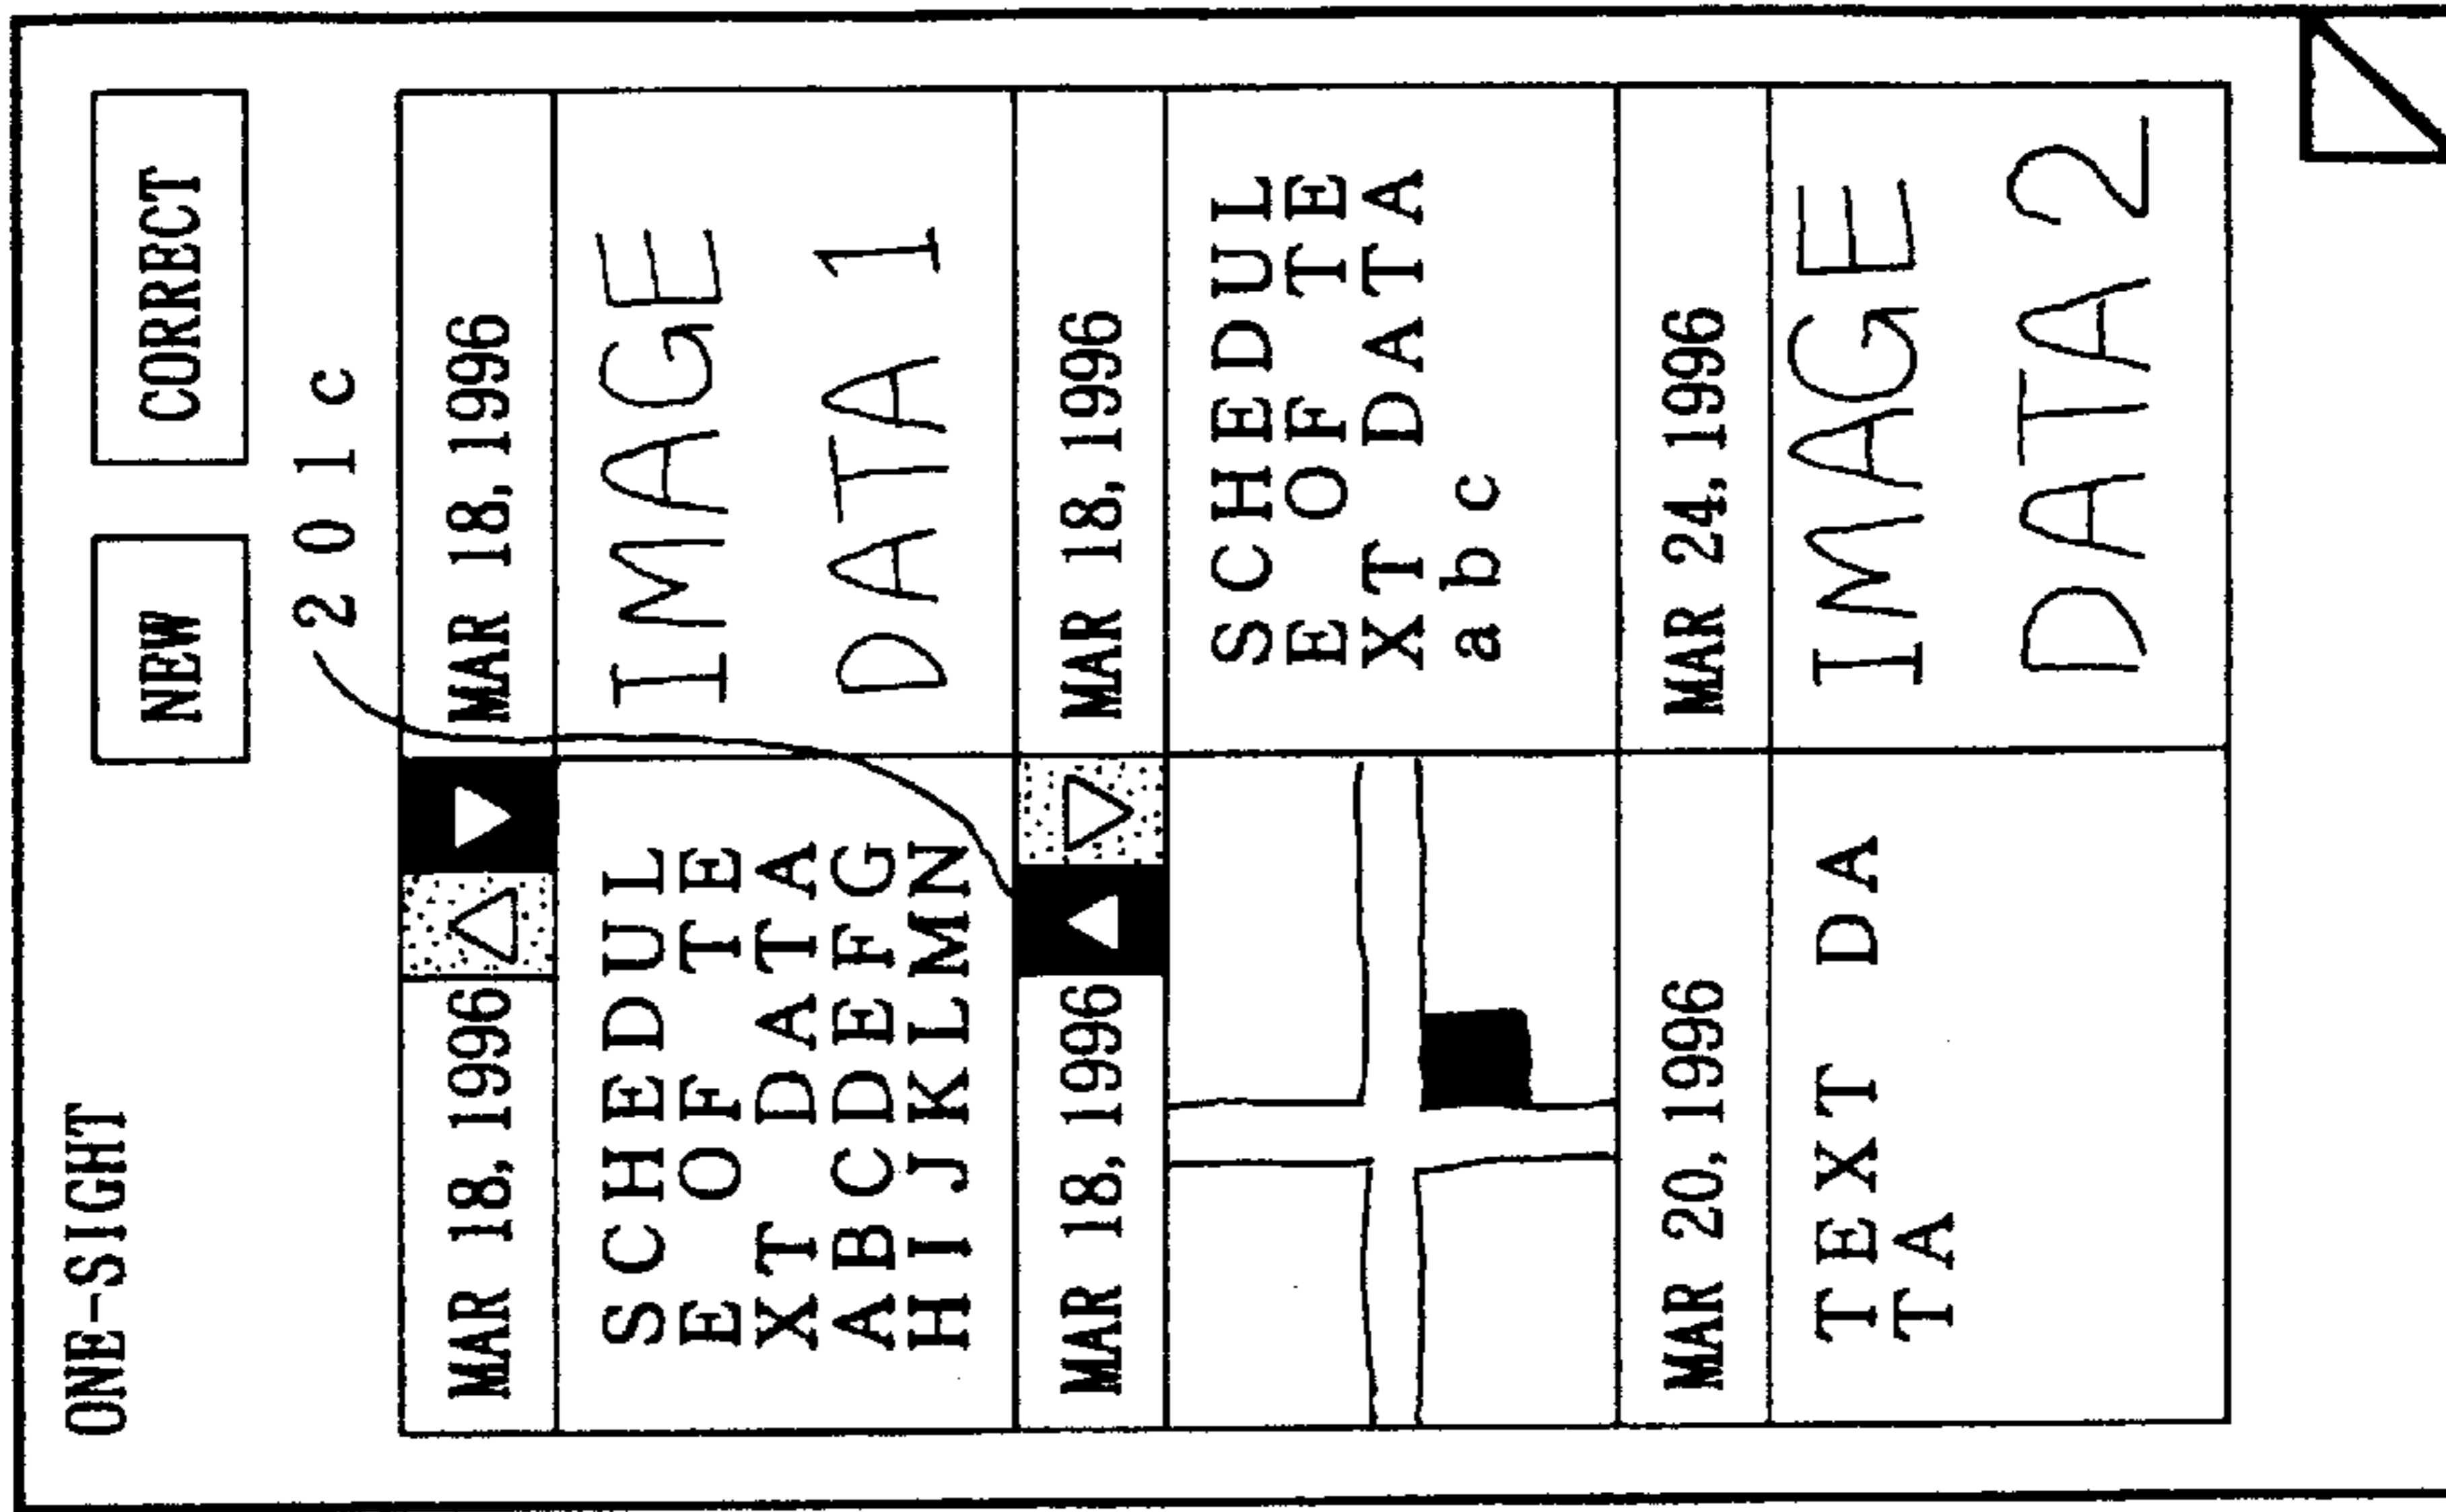 ONE-SIGHT
NEW
CORRECT
201c
MAR 18, 1996
MAR 18, 1996
SCHEDUL
E OF TE
XT DATA
ABCDEFG
HIJKLMN
IMAGE
DATA 1
MAR 18, 1996
MAR 18, 1996
SCHEDUL
E OF TE
XT DATA
abc
MAR 20, 1996
MAR 24, 1996
TEXT DA
TA
IMAGE
DATA 2